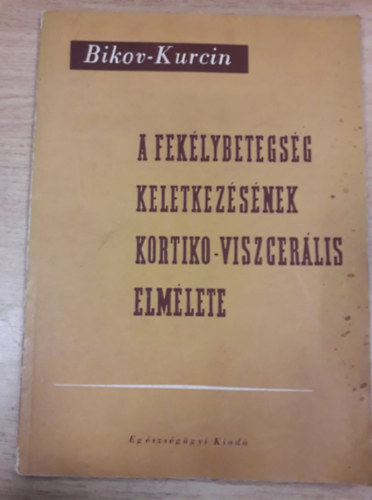 Bikov-Kurcin
A FEKÉLYBETEGSÉG
KELETKEZÉSÉNEK
KORTIKO-VISZCERÁLIS
ELMÉLETE
Egészségügyi Kiadó